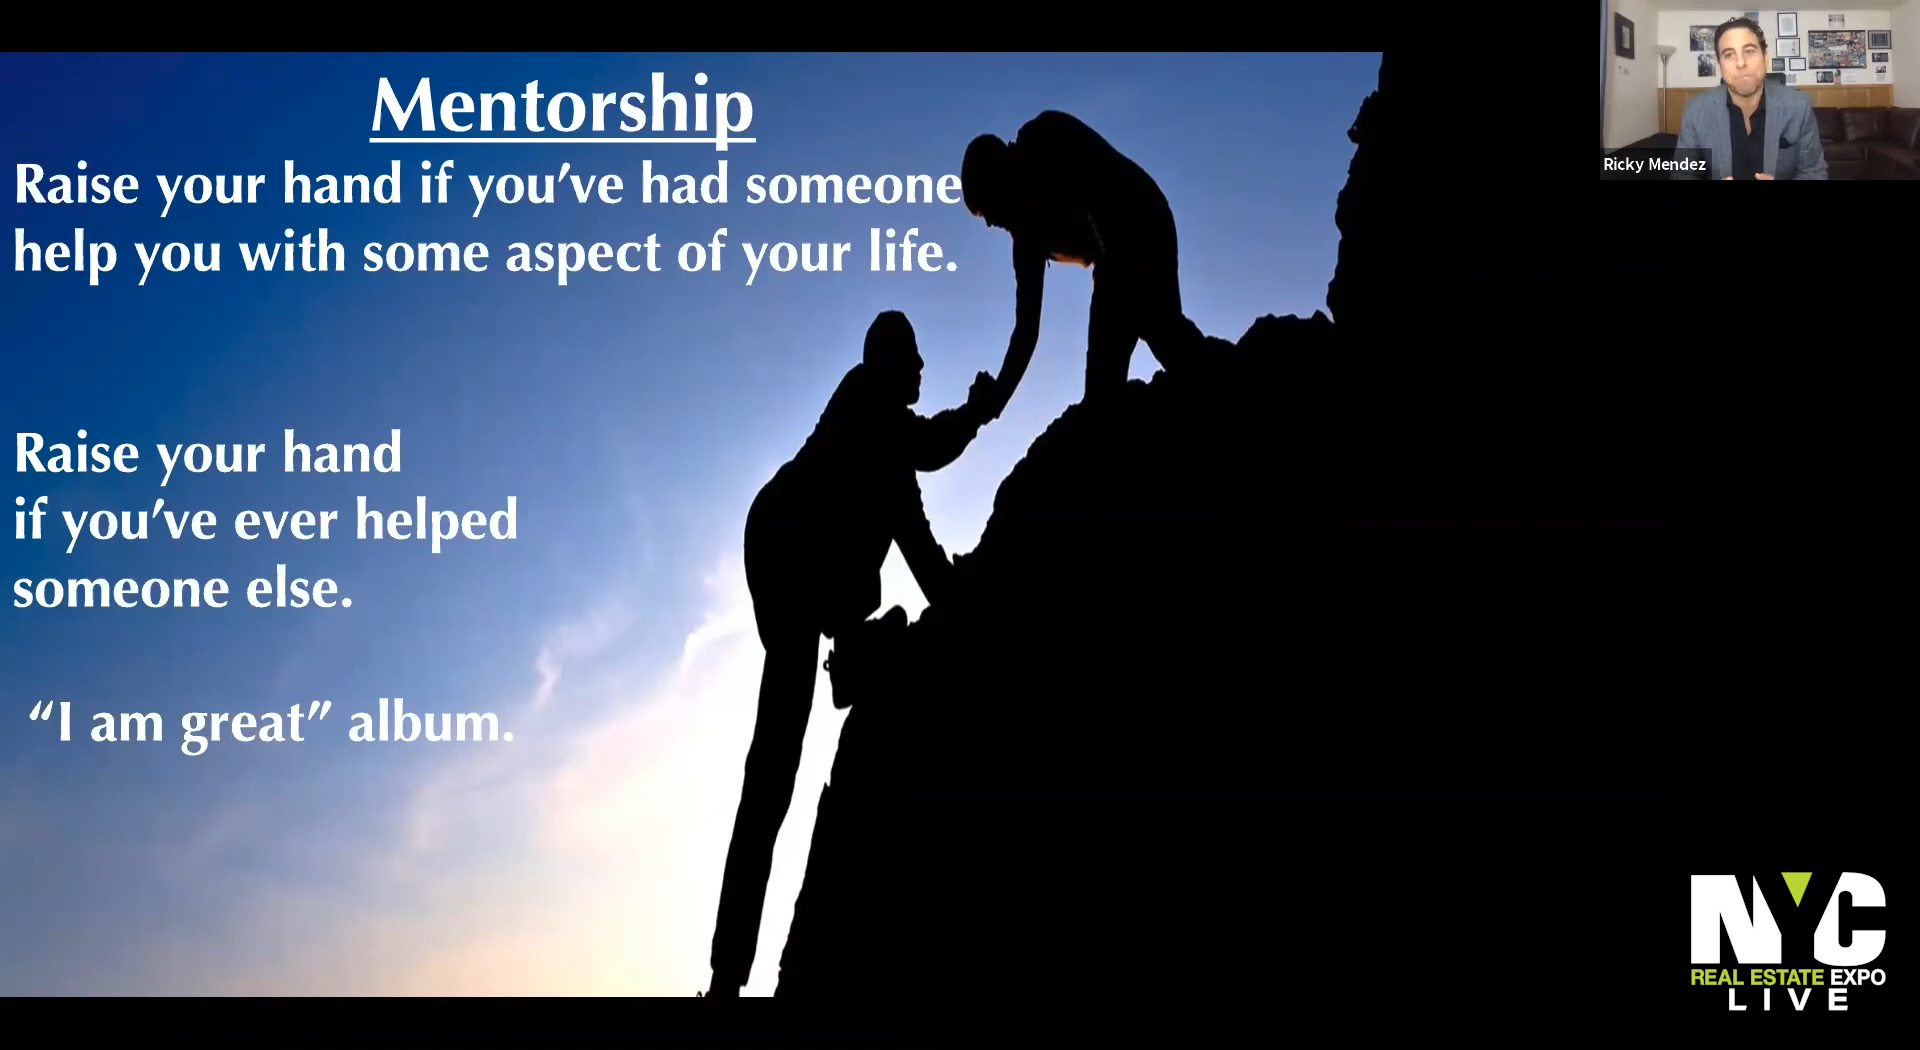 Mentorship
Raise your hand if you’ve had someone
help you with some aspect of your life.
Raise your hand
if you’ve ever helped
someone else.
“I am great” album.
Ricky Mendez
NYC
REAL ESTATE EXPO
LIVE